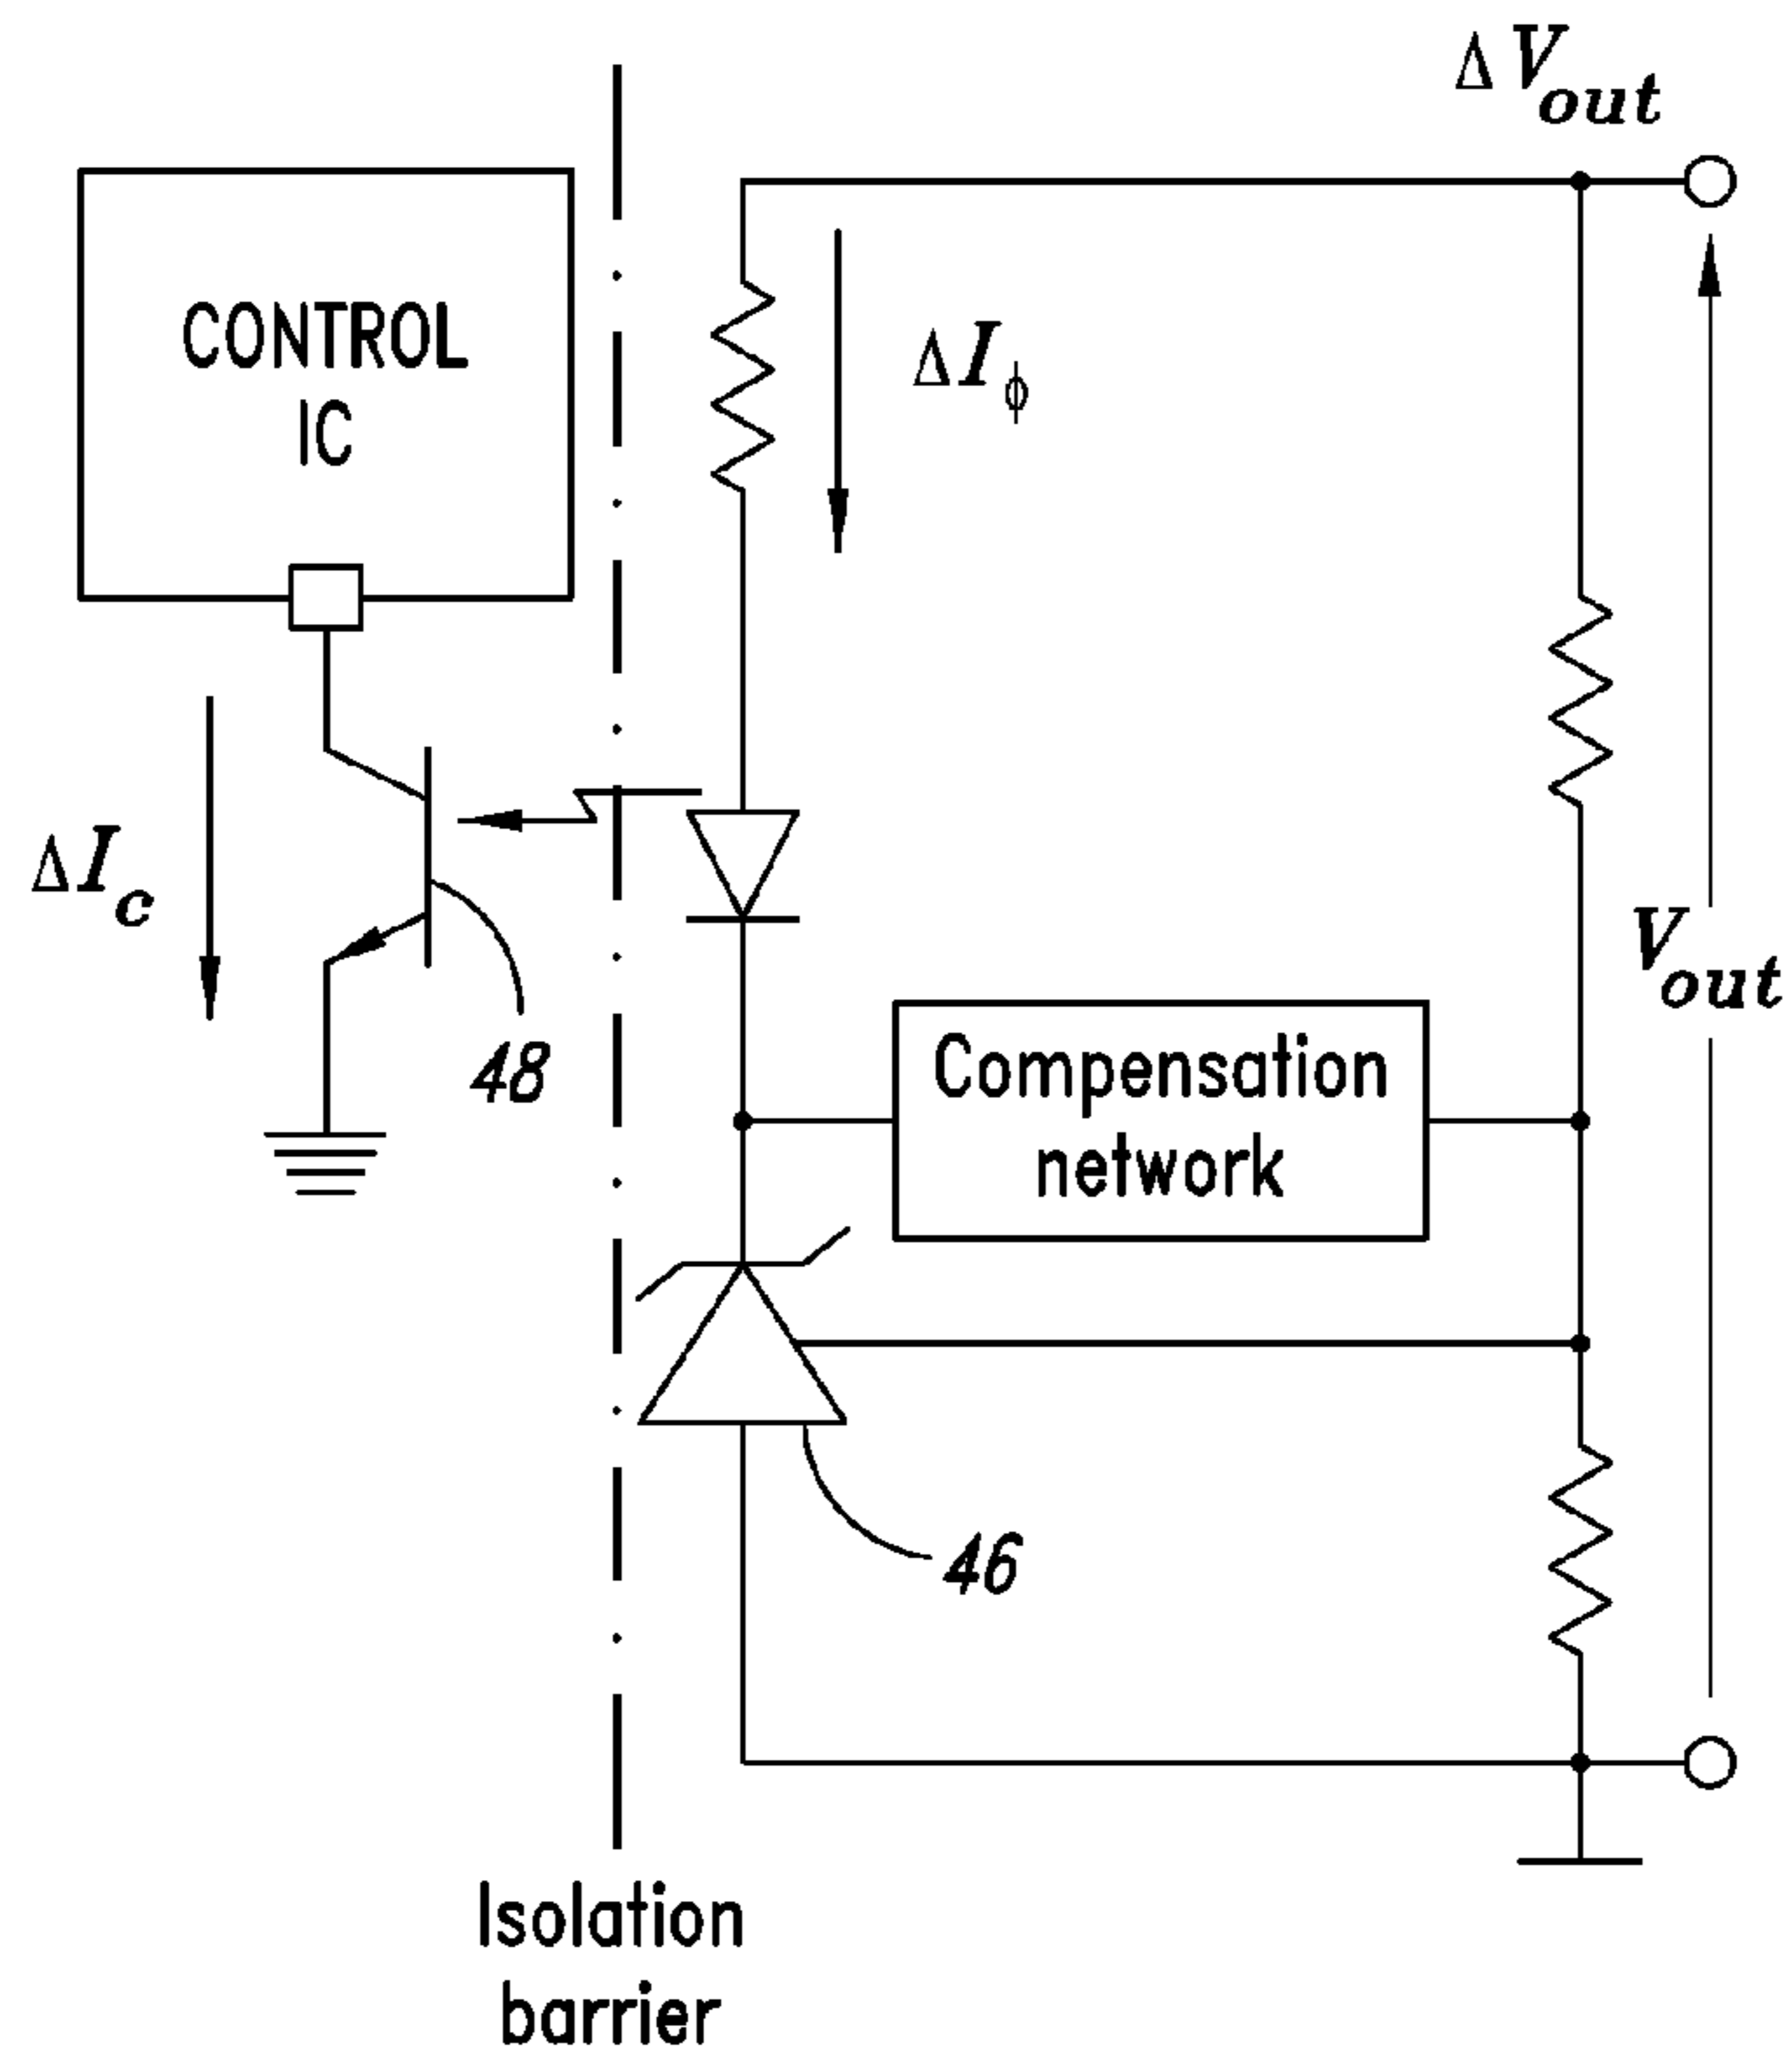 ΔVout
CONTROL
IC
ΔIϕ
ΔIc
Vout
48
Compensation
network
46
Isolation
barrier